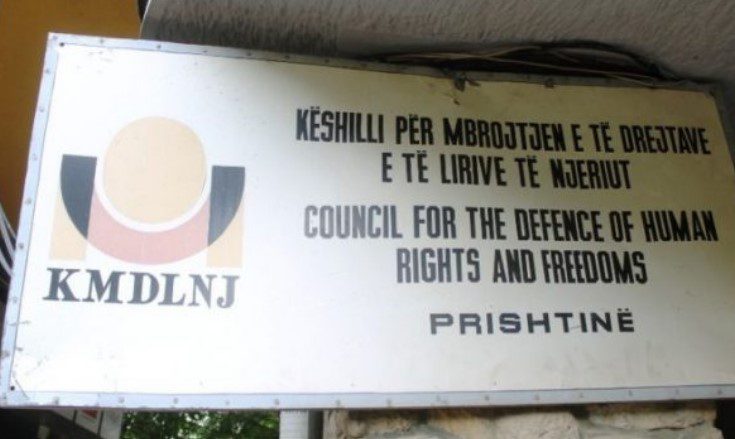 KËSHILLI PËR MBROJTJEN E TË DREJTAVE
E TË LIRIVE TË NJERIUT
COUNCIL FOR THE DEFENCE OF HUMAN
RIGHTS AND FREEDOMS
PRISHTINË
KMDLNJ